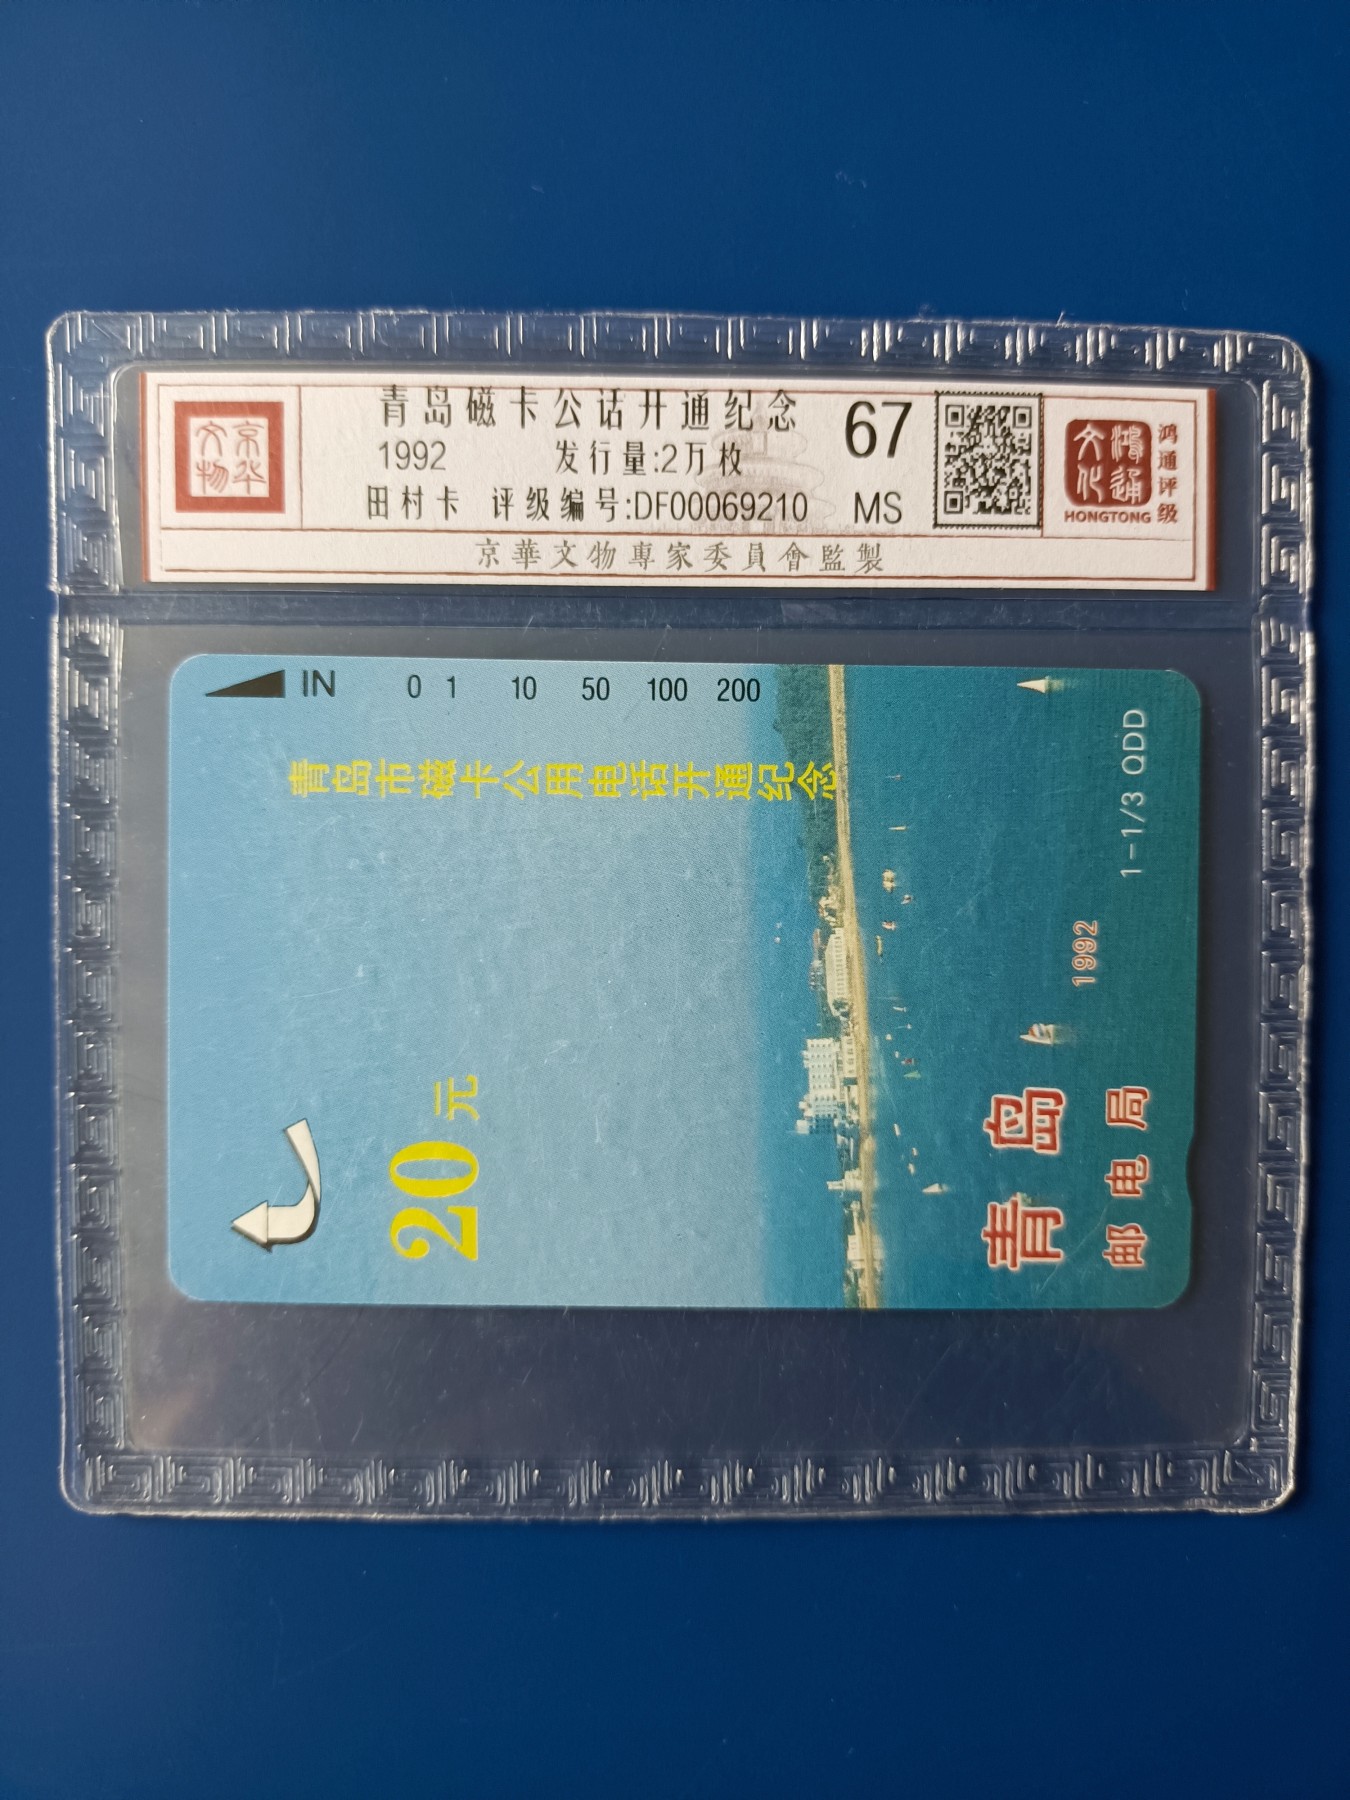 京华
文物
青岛磁卡公话开通纪念
1992 发行量:2万枚
田村卡 评级编号:DF00069210
67
MS
鸿通
文化
HONGTONG
鸿通评级
京華文物專家委員會監製
IN 0 1 10 50 100 200
青岛市磁卡公用电话开通纪念
20元
青岛 1992
邮电局 1-1/3 QDD